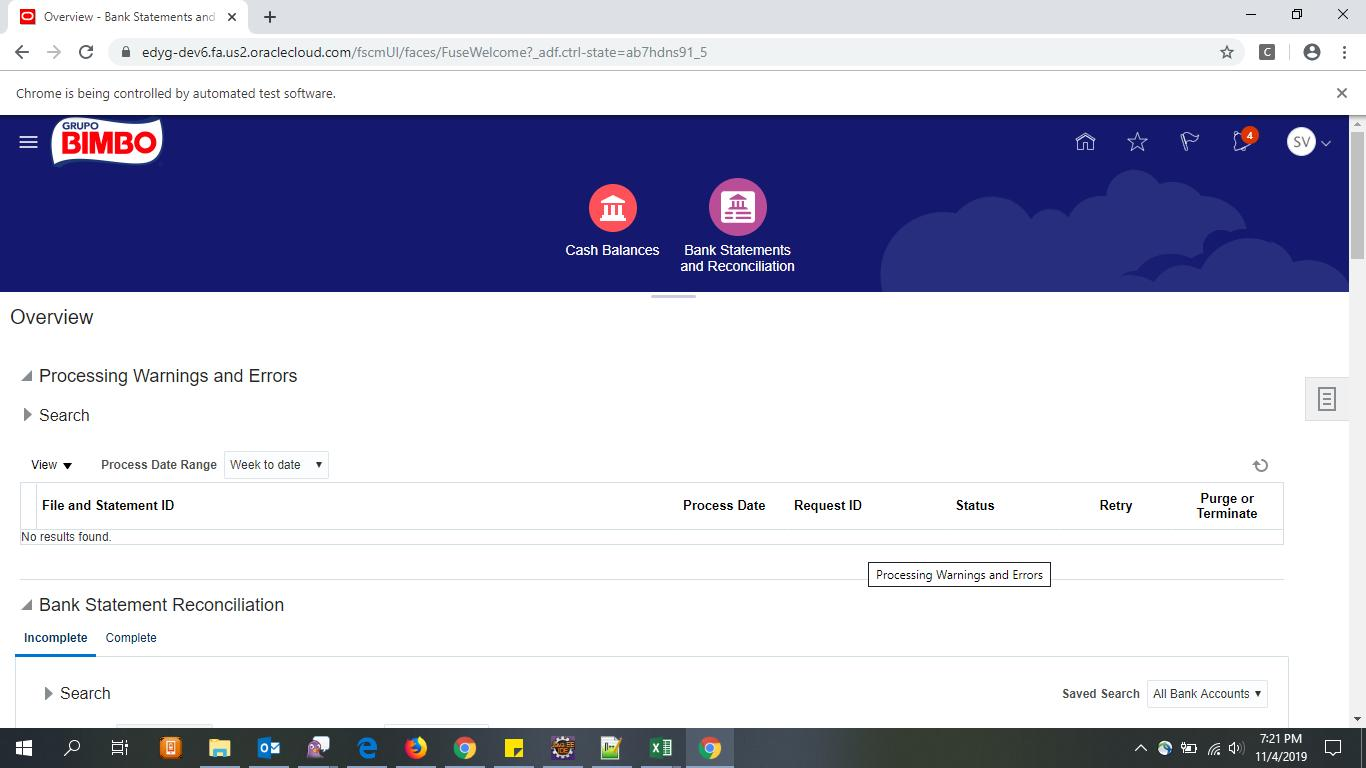 Overview - Bank Statements and
edyg-dev6.fa.us2.oraclecloud.com/fscmUI/faces/FuseWelcome?_adf.ctrl-state=ab7hdns91_5
C
Chrome is being controlled by automated test software.
GRUPO
BIMBO
4
SV
Cash Balances
Bank Statements
and Reconciliation
Overview
Processing Warnings and Errors
Search
View
Process Date Range
Week to date
File and Statement ID
Process Date
Request ID
Status
Retry
Purge or
Terminate
No results found.
Processing Warnings and Errors
Bank Statement Reconciliation
Incomplete
Complete
Search
Saved Search
All Bank Accounts
7:21 PM
11/4/2019